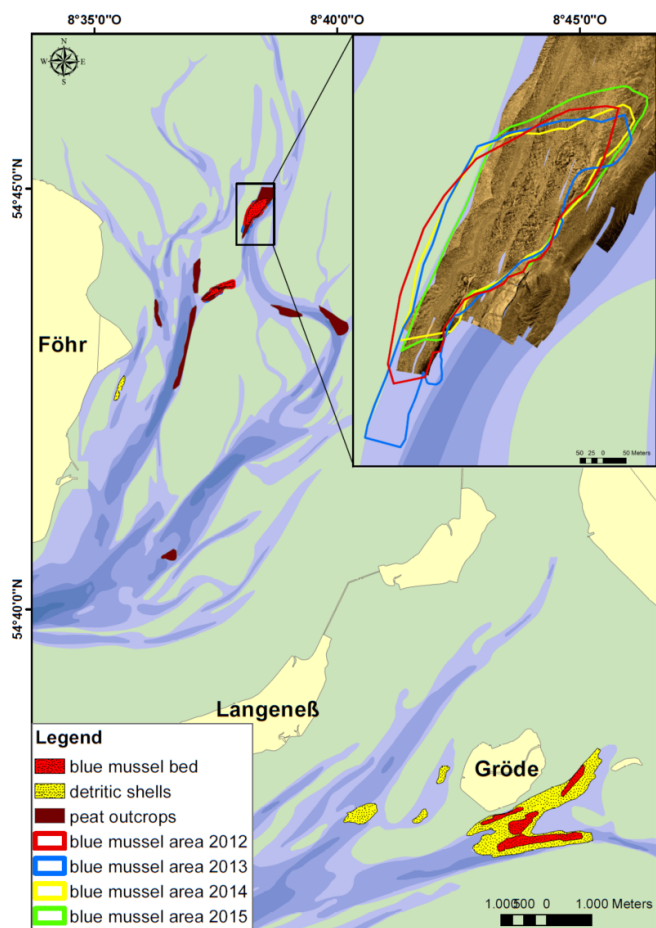 8°35'0"O 8°40'0"O 8°45'0"O
N
W E
S
54°45'0"N
Föhr
50 25 0 50 Meters
54°40'0"N
Langeneß
Gröde
Legend
blue mussel bed
detritic shells
peat outcrops
blue mussel area 2012
blue mussel area 2013
blue mussel area 2014
blue mussel area 2015
1.000 500 0 1.000 Meters